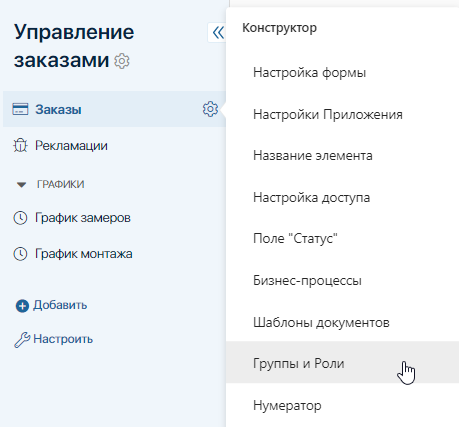 Управление
заказами
Заказы
Рекламации
ГРАФИКИ
График замеров
График монтажа
Добавить
Настроить
Конструктор
Настройка формы
Настройки Приложения
Название элемента
Настройка доступа
Поле "Статус"
Бизнес-процессы
Шаблоны документов
Группы и Роли
Нумератор